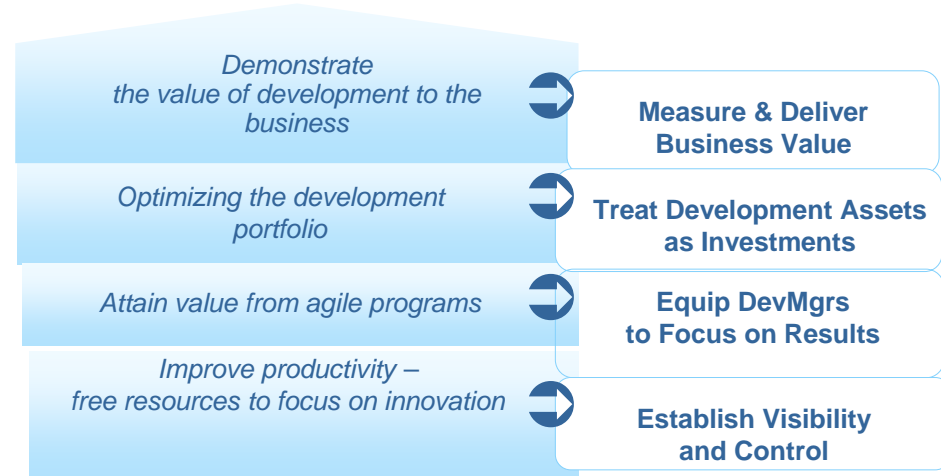 Demonstrate
the value of development to the
business
Measure & Deliver
Business Value
Optimizing the development
portfolio
Treat Development Assets
as Investments
Attain value from agile programs
Equip DevMgrs
to Focus on Results
Improve productivity –
free resources to focus on innovation
Establish Visibility
and Control